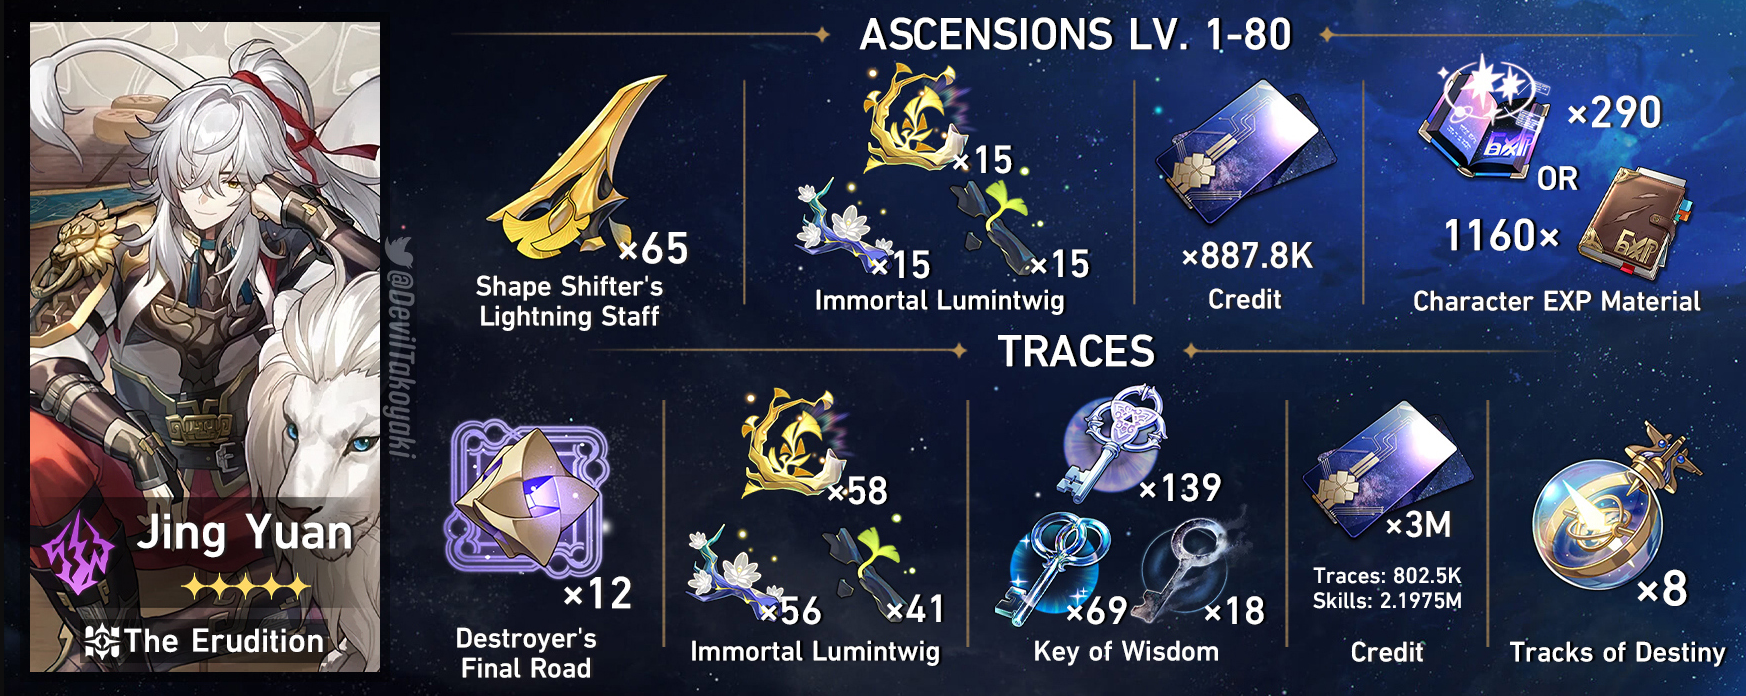 ASCENSIONS LV. 1-80
×65
Shape Shifter's
Lightning Staff
×15
×15
×15
Immortal Lumintwig
×887.8K
Credit
×290
OR
1160×
EXP
EXP
Character EXP Material
TRACES
×12
Destroyer's
Final Road
×58
×56
×41
Immortal Lumintwig
×139
×69
×18
Key of Wisdom
×3M
Traces: 802.5K
Skills: 2.1975M
Credit
×8
Tracks of Destiny
Jing Yuan
The Erudition
@DevilTakoyaki